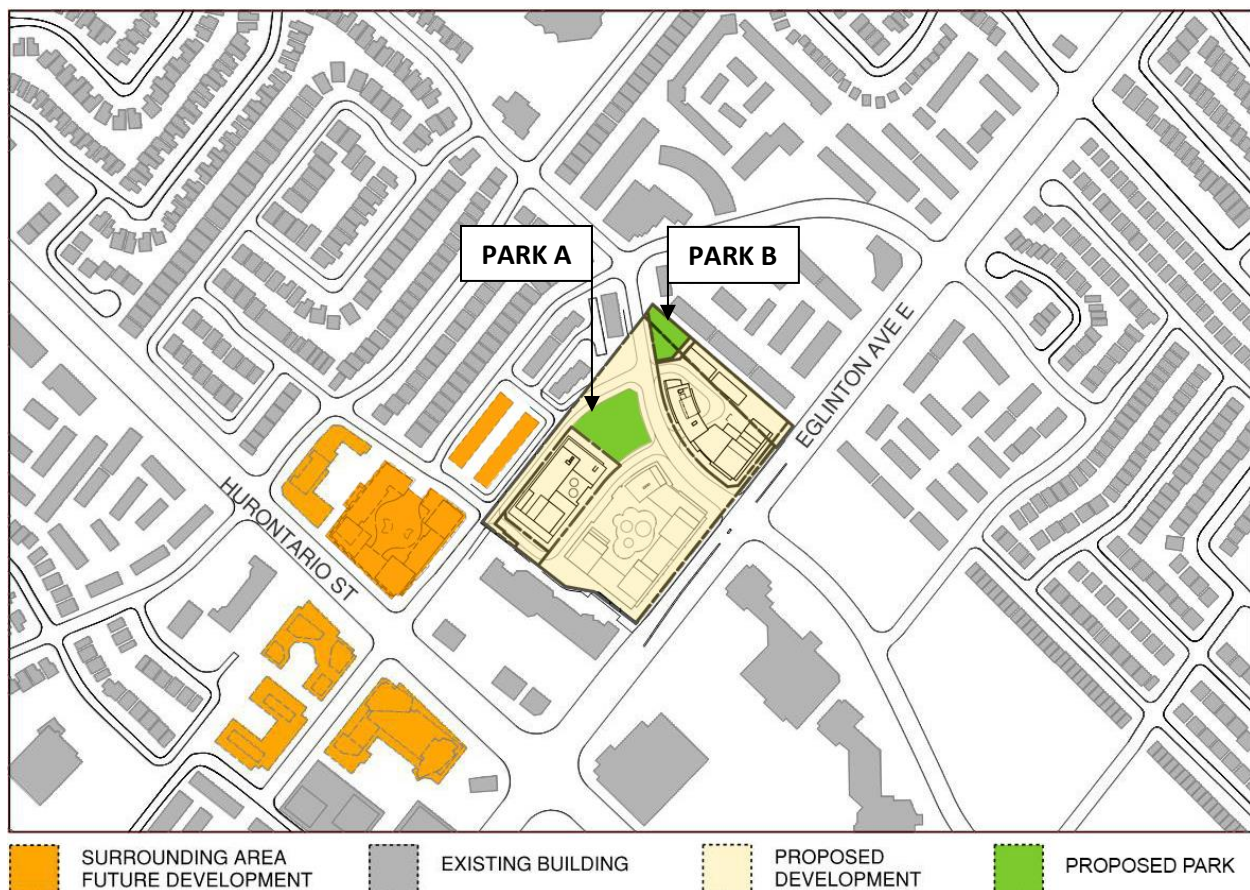 PARK A
PARK B
EGLINTON AVE E
HURONTARIO ST
SURROUNDING AREA
FUTURE DEVELOPMENT
EXISTING BUILDING
PROPOSED
DEVELOPMENT
PROPOSED PARK